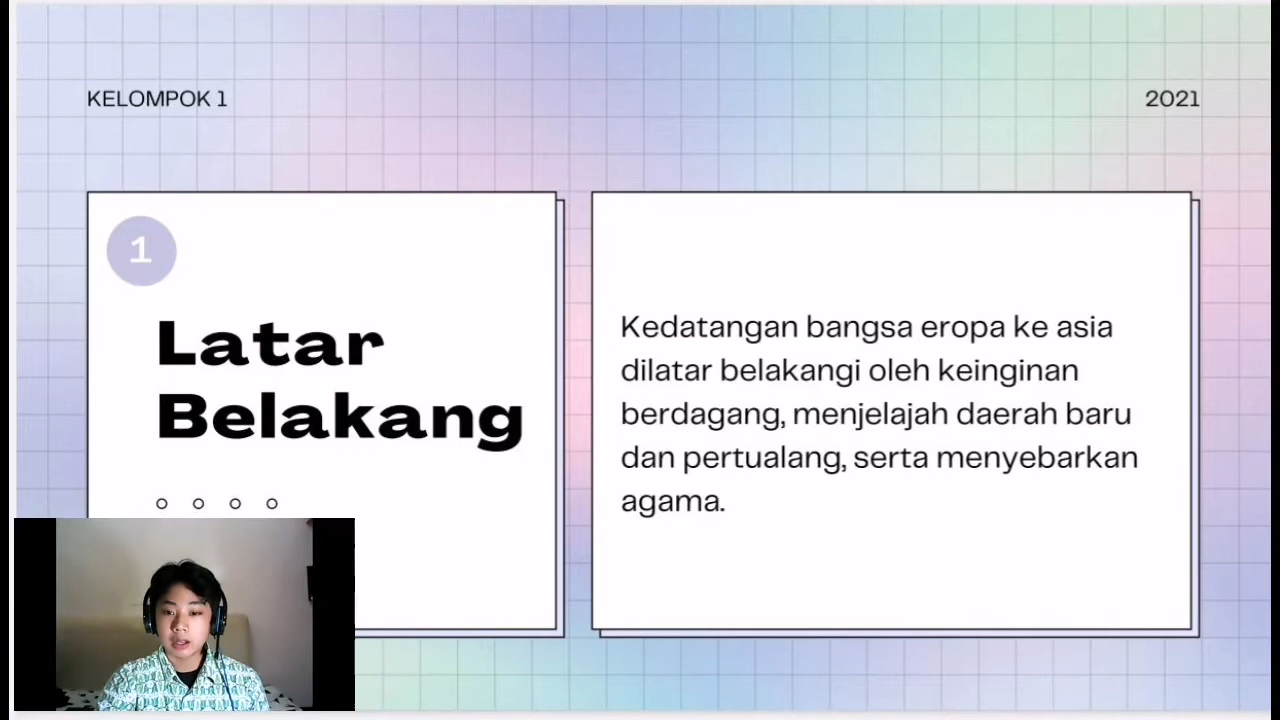 KELOMPOK 1
2021
1
Latar
Belakang
Kedatangan bangsa eropa ke asia
dilatar belakangi oleh keinginan
berdagang, menjelajah daerah baru
dan pertualang, serta menyebarkan
agama.